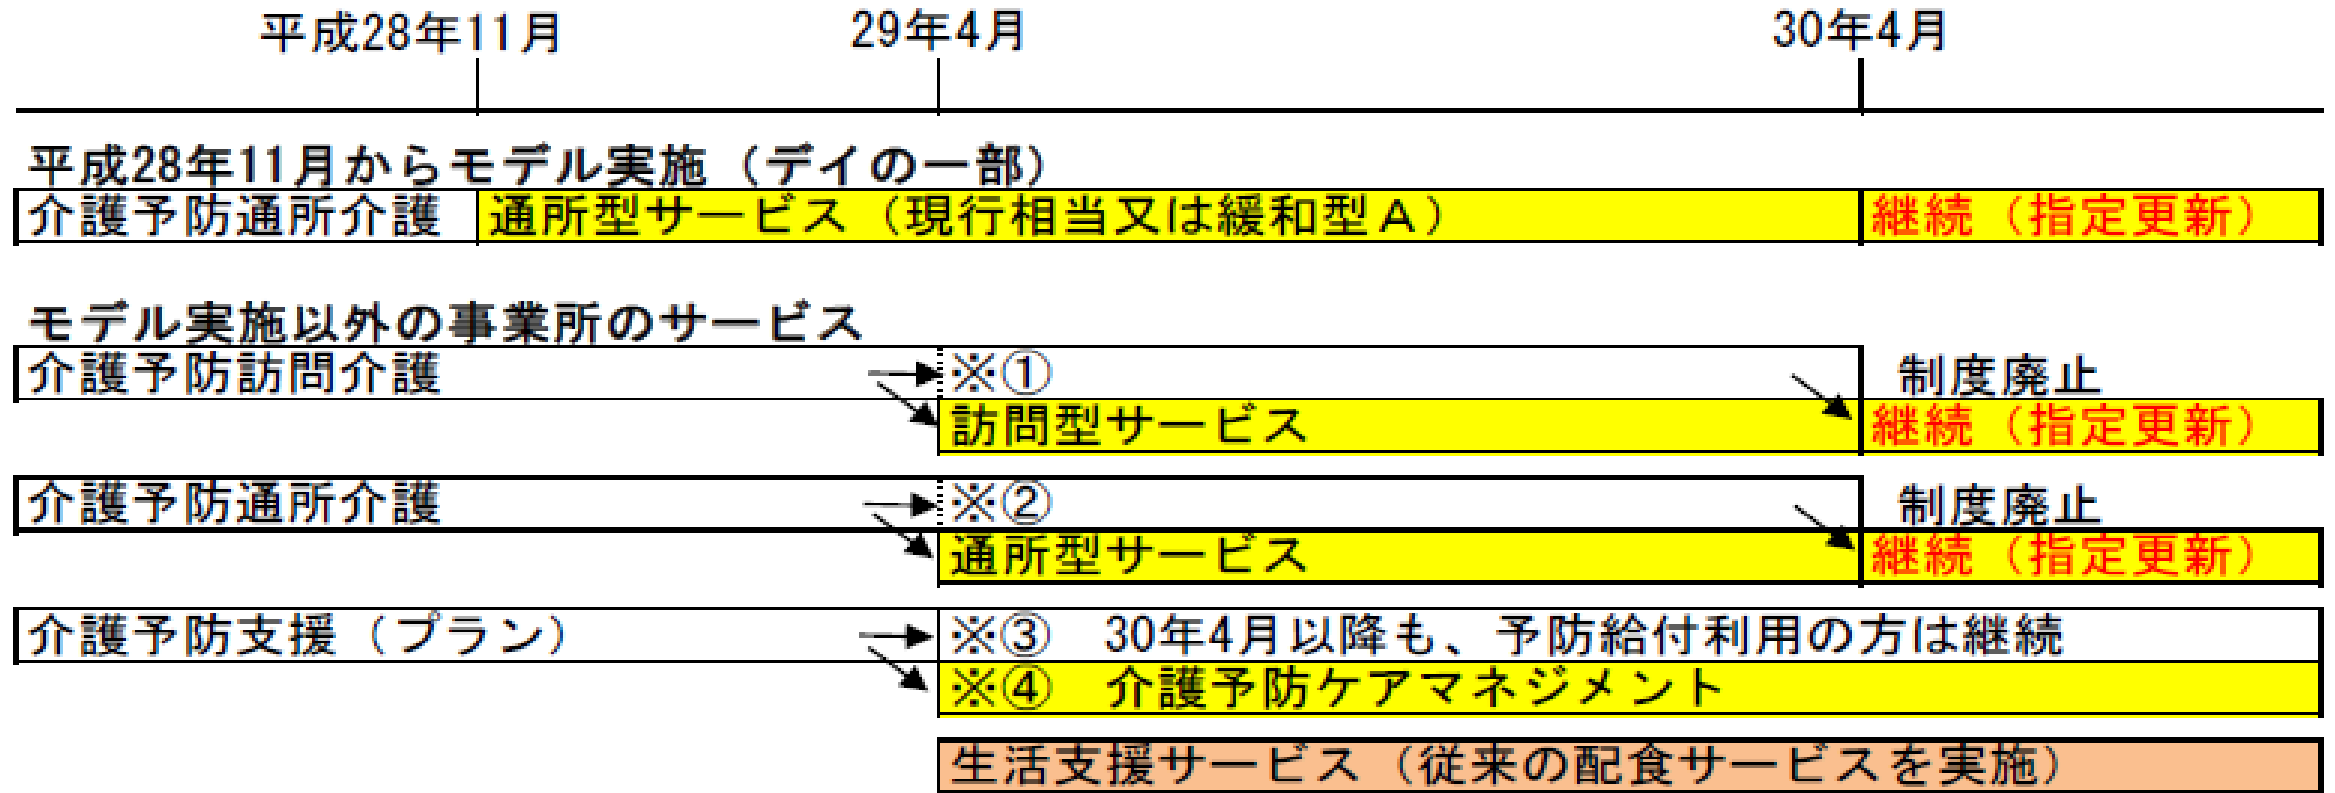 平成28年11月 29年4月 30年4月
平成28年11月からモデル実施（デイの一部）
介護予防通所介護 通所型サービス（現行相当又は緩和型Ａ） 継続（指定更新）
モデル実施以外の事業所のサービス
介護予防訪問介護 ※① 制度廃止
訪問型サービス 継続（指定更新）
介護予防通所介護 ※② 制度廃止
通所型サービス 継続（指定更新）
介護予防支援（プラン） ※③　30年4月以降も、予防給付利用の方は継続
※④　介護予防ケアマネジメント
生活支援サービス（従来の配食サービスを実施）